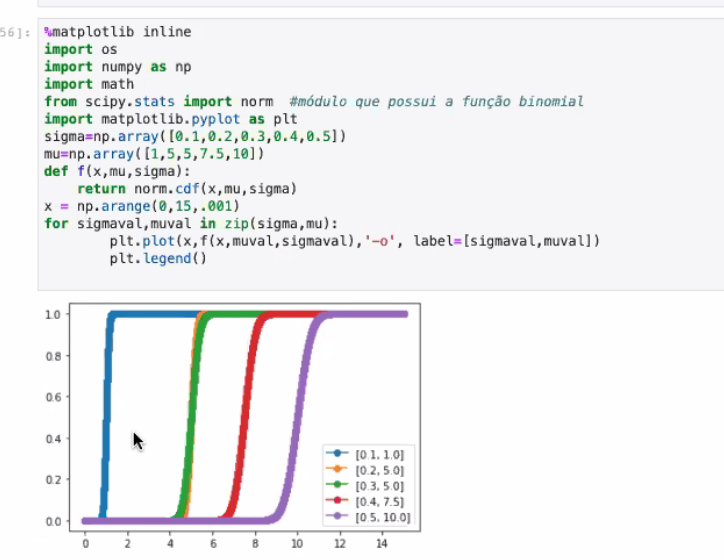 56]:
%matplotlib inline
import os
import numpy as np
import math
from scipy.stats import norm  #módulo que possui a função binomial
import matplotlib.pyplot as plt
sigma=np.array([0.1,0.2,0.3,0.4,0.5])
mu=np.array([1,5,5,7.5,10])
def f(x,mu,sigma):
    return norm.cdf(x,mu,sigma)
x = np.arange(0,15,.001)
for sigmaval,muval in zip(sigma,mu):
        plt.plot(x,f(x,muval,sigmaval),'-o', label=[sigmaval,muval])
        plt.legend()
1.0
0.8
0.6
0.4
0.2
0.0
[0.1, 1.0]
[0.2, 5.0]
[0.3, 5.0]
[0.4, 7.5]
[0.5, 10.0]
0 2 4 6 8 10 12 14